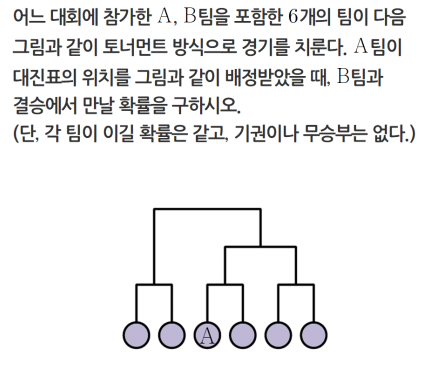 어느 대회에 참가한 A, B팀을 포함한 6개의 팀이 다음
그림과 같이 토너먼트 방식으로 경기를 치룬다. A팀이
대진표의 위치를 그림과 같이 배정받았을 때, B팀과
결승에서 만날 확률을 구하시오.
(단, 각 팀이 이길 확률은 같고, 기권이나 무승부는 없다.)
A